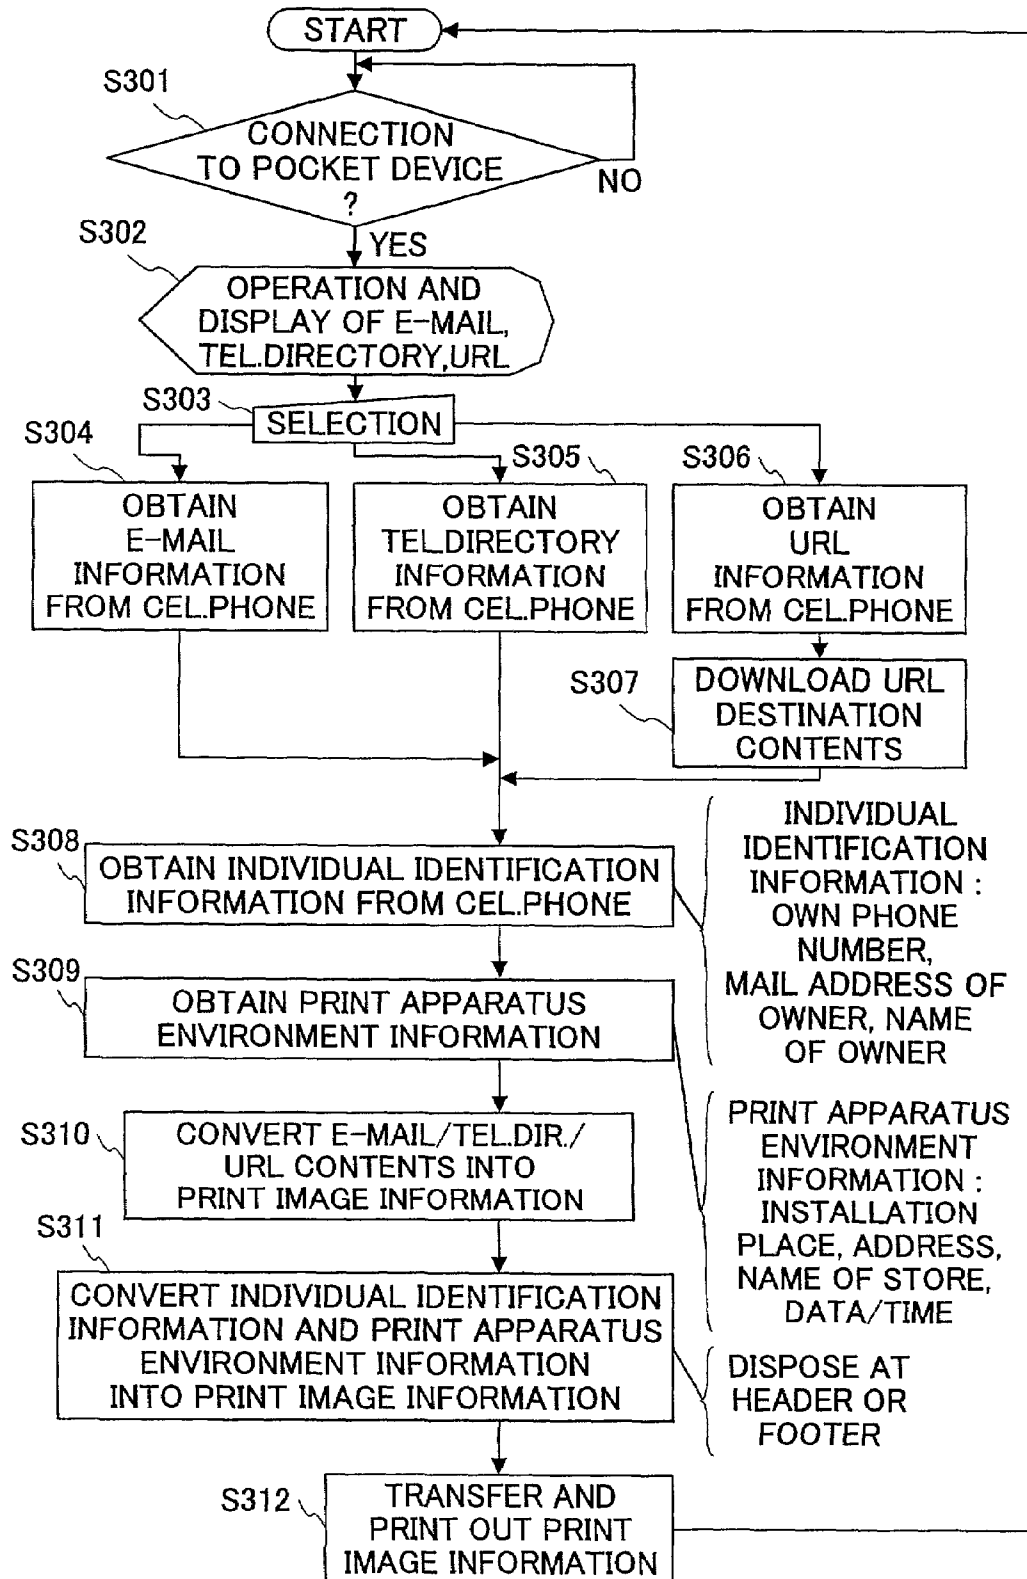 START
S301
CONNECTION
TO POCKET DEVICE
?
NO
YES
S302
OPERATION AND
DISPLAY OF E-MAIL,
TEL.DIRECTORY,URL
S303
SELECTION
S304
OBTAIN
E-MAIL
INFORMATION
FROM CEL.PHONE
S305
OBTAIN
TEL.DIRECTORY
INFORMATION
FROM CEL.PHONE
S306
OBTAIN
URL
INFORMATION
FROM CEL.PHONE
S307
DOWNLOAD URL
DESTINATION
CONTENTS
S308
OBTAIN INDIVIDUAL IDENTIFICATION
INFORMATION FROM CEL.PHONE
INDIVIDUAL
IDENTIFICATION
INFORMATION :
OWN PHONE
NUMBER,
MAIL ADDRESS OF
OWNER, NAME
OF OWNER
S309
OBTAIN PRINT APPARATUS
ENVIRONMENT INFORMATION
PRINT APPARATUS
ENVIRONMENT
INFORMATION :
INSTALLATION
PLACE, ADDRESS,
NAME OF STORE,
DATA/TIME
S310
CONVERT E-MAIL/TEL.DIR./
URL CONTENTS INTO
PRINT IMAGE INFORMATION
S311
CONVERT INDIVIDUAL IDENTIFICATION
INFORMATION AND PRINT APPARATUS
ENVIRONMENT INFORMATION
INTO PRINT IMAGE INFORMATION
DISPOSE AT
HEADER OR
FOOTER
S312
TRANSFER AND
PRINT OUT PRINT
IMAGE INFORMATION